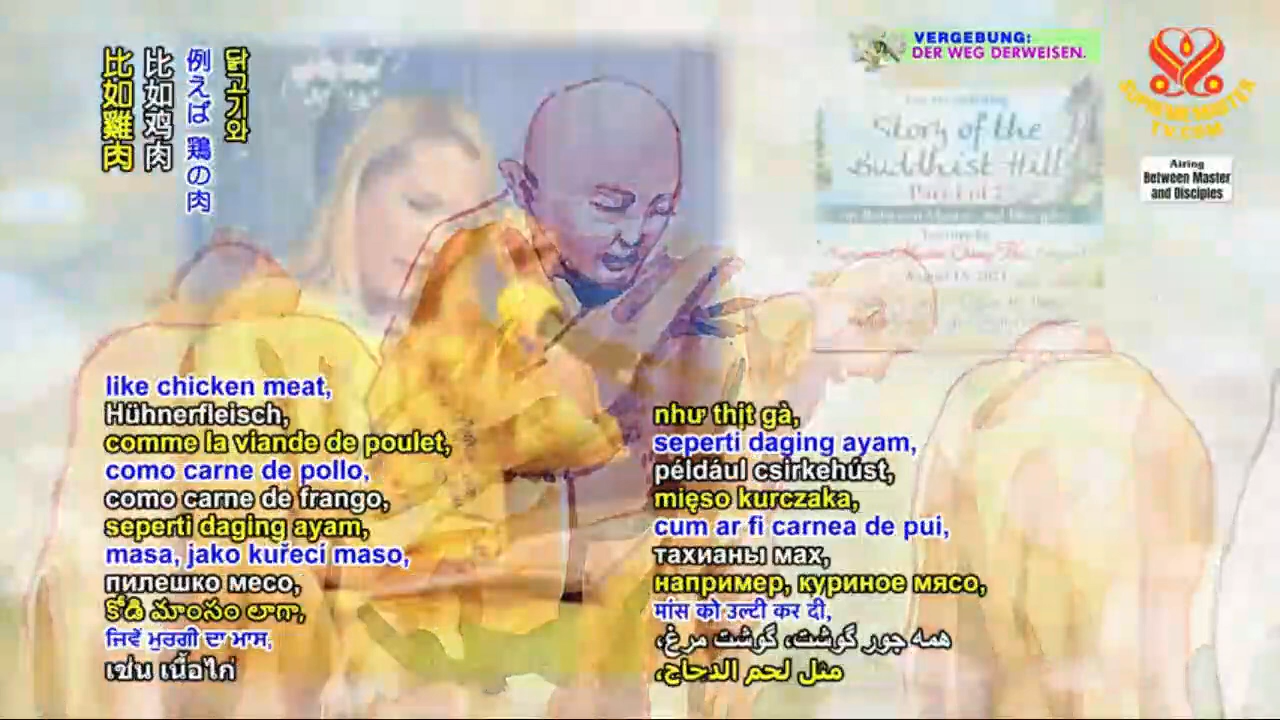 닭고기와
例えば 鶏の肉
比如鸡肉
比如雞肉
VERGEBUNG:
DER WEG DERWEISEN.
SUPREME MASTER
TV.COM
Airing
Between Master
and Disciples
Story of the
Buddhist Hill
like chicken meat,
Hühnerfleisch,
comme la viande de poulet,
como carne de pollo,
como carne de frango,
seperti daging ayam,
masa, jako kuřecí maso,
пилешко месо,
కోడి మాంసం లాగా,
ਜਿਵੇਂ ਮੁਰਗੀ ਦਾ ਮਾਸ,
เช่น เนื้อไก่
như thịt gà,
seperti daging ayam,
például csirkehúst,
mięso kurczaka,
cum ar fi carnea de pui,
тахианы мах,
например, куриное мясо,
मांस को उल्टी कर दी,
همه جور گوشت، گوشت مرغ،
مثل لحم الدجاج،